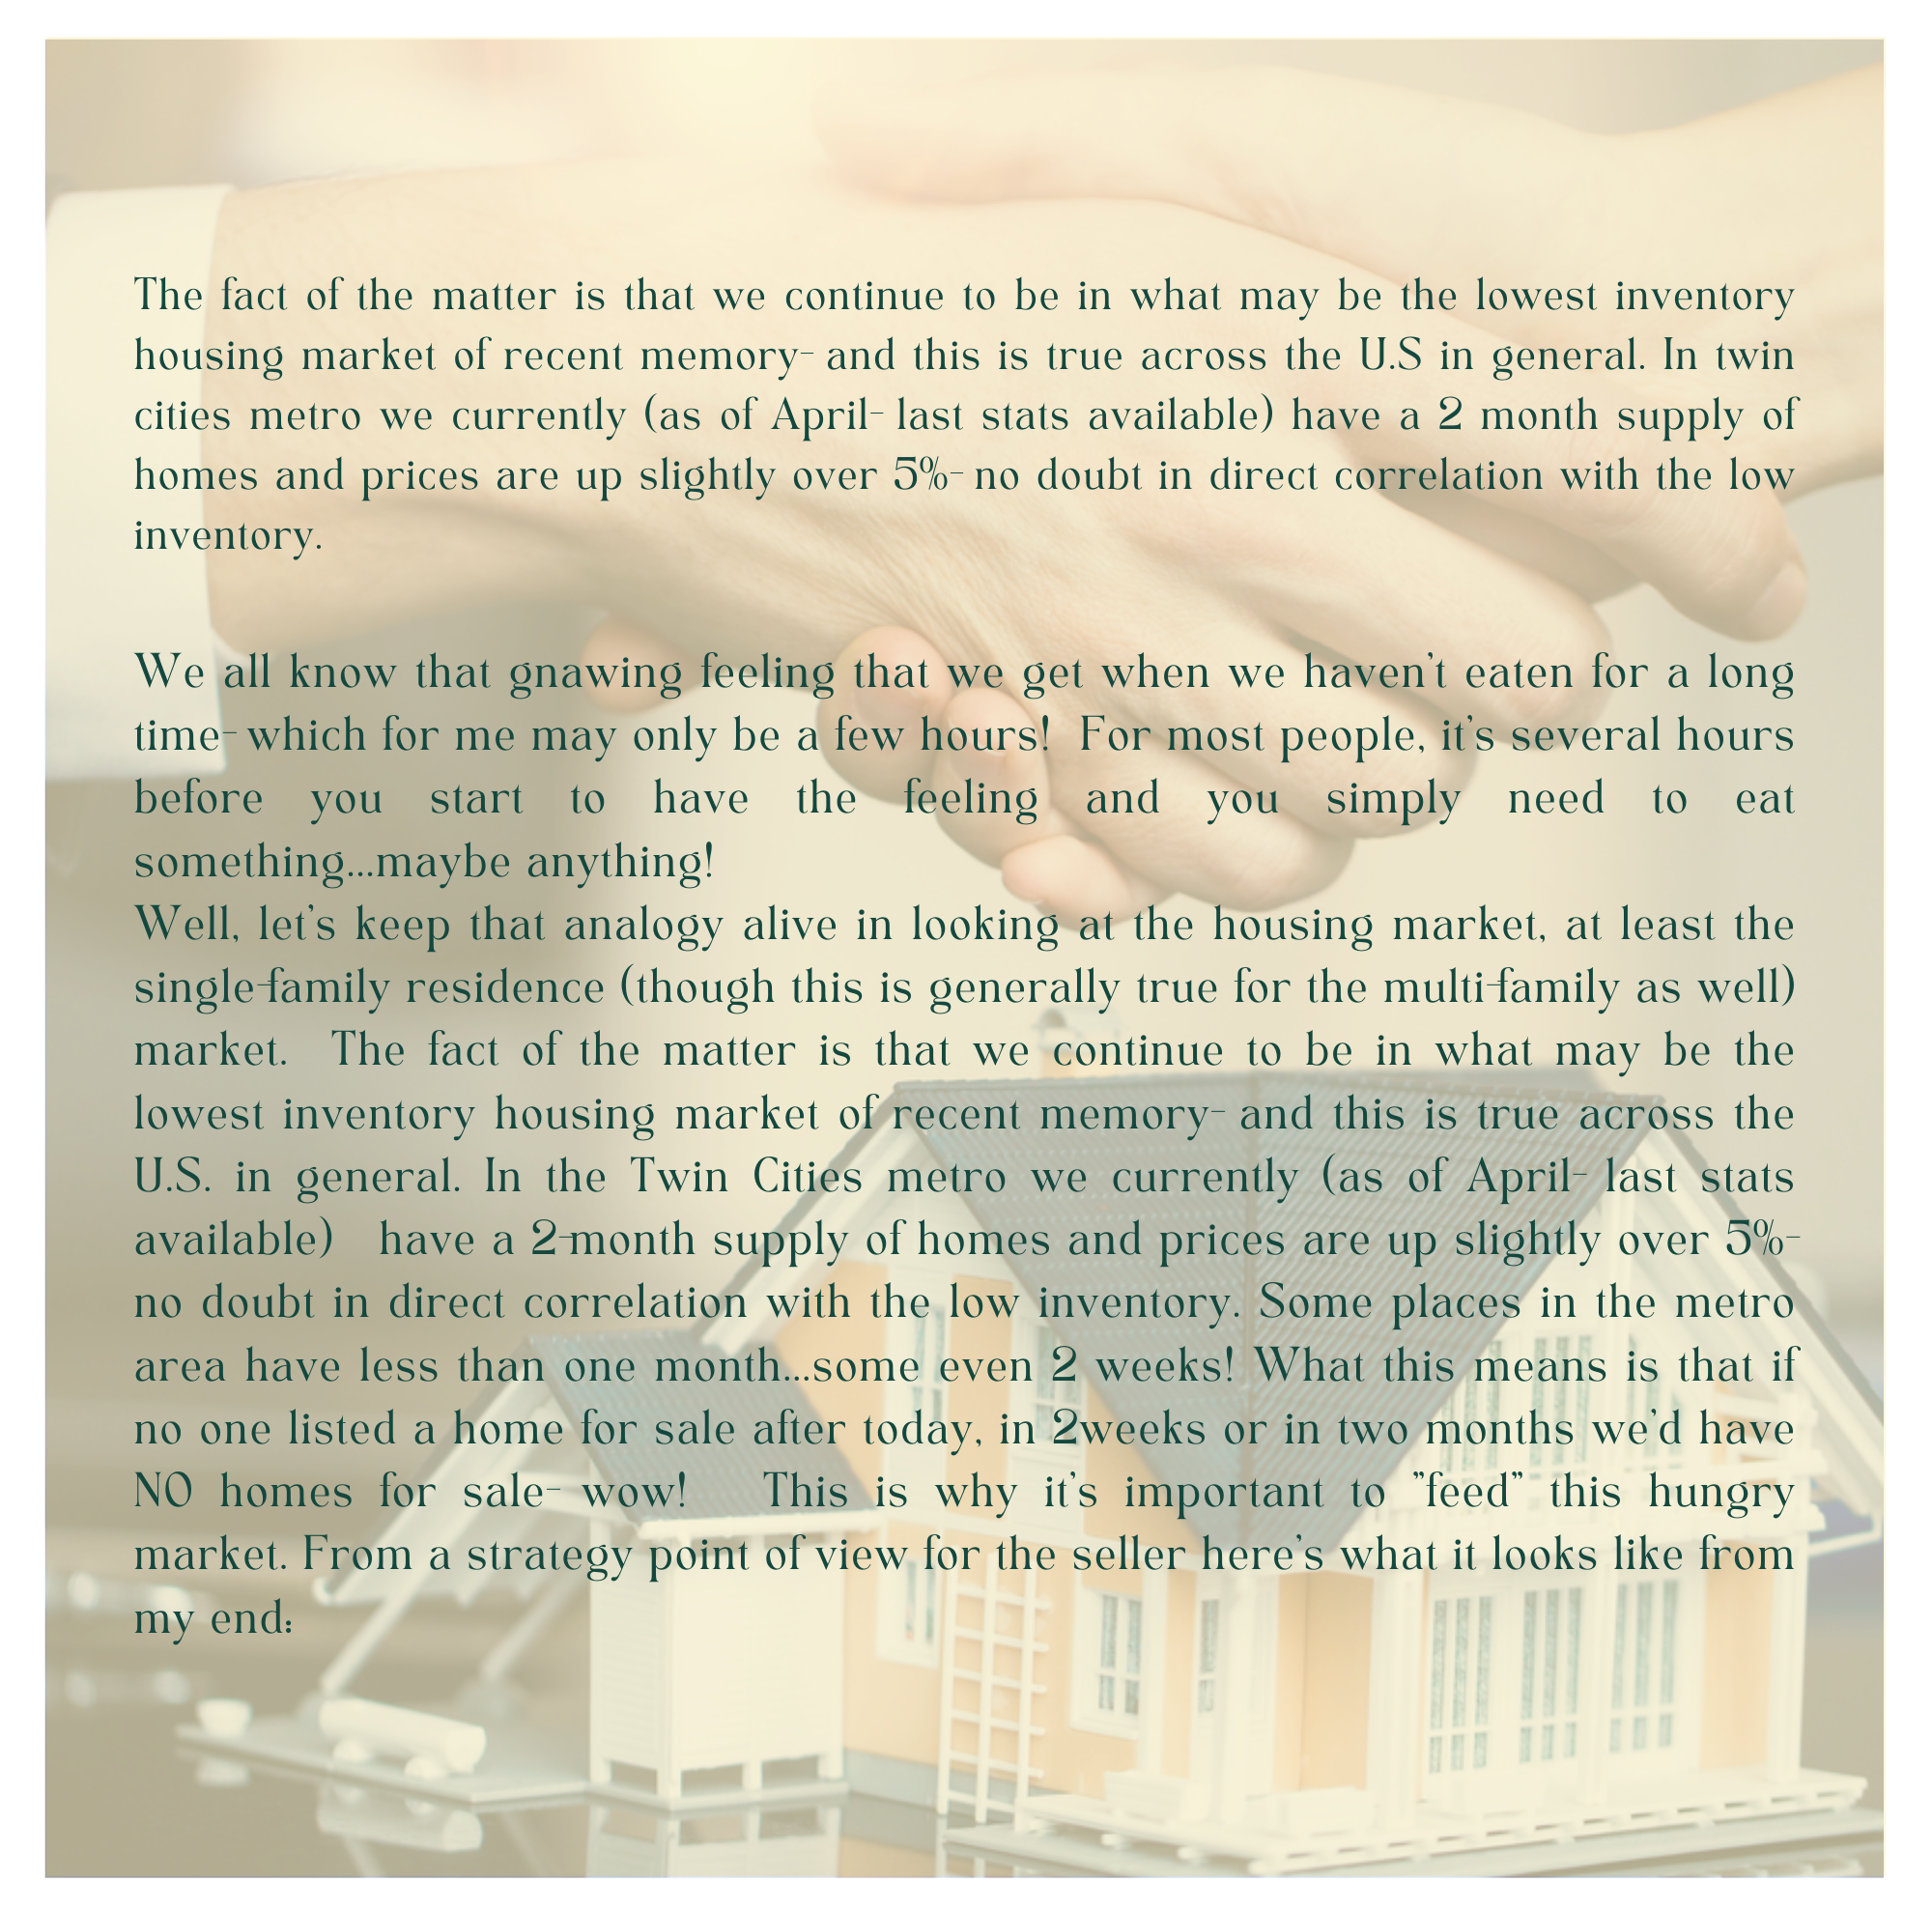 The fact of the matter is that we continue to be in what may be the lowest inventory
housing market of recent memory- and this is true across the U.S in general. In twin
cities metro we currently (as of April- last stats available) have a 2 month supply of
homes and prices are up slightly over 5%- no doubt in direct correlation with the low
inventory.
We all know that gnawing feeling that we get when we haven't eaten for a long
time- which for me may only be a few hours! For most people, it's several hours
before you start to have the feeling and you simply need to eat
something...maybe anything!
Well, let's keep that analogy alive in looking at the housing market, at least the
single-family residence (though this is generally true for the multi-family as well)
market. The fact of the matter is that we continue to be in what may be the
lowest inventory housing market of recent memory- and this is true across the
U.S. in general. In the Twin Cities metro we currently (as of April- last stats
available) have a 2-month supply of homes and prices are up slightly over 5%-
no doubt in direct correlation with the low inventory. Some places in the metro
area have less than one month...some even 2 weeks! What this means is that if
no one listed a home for sale after today, in 2weeks or in two months we'd have
NO homes for sale- wow! This is why it's important to "feed" this hungry
market. From a strategy point of view for the seller here's what it looks like from
my end: